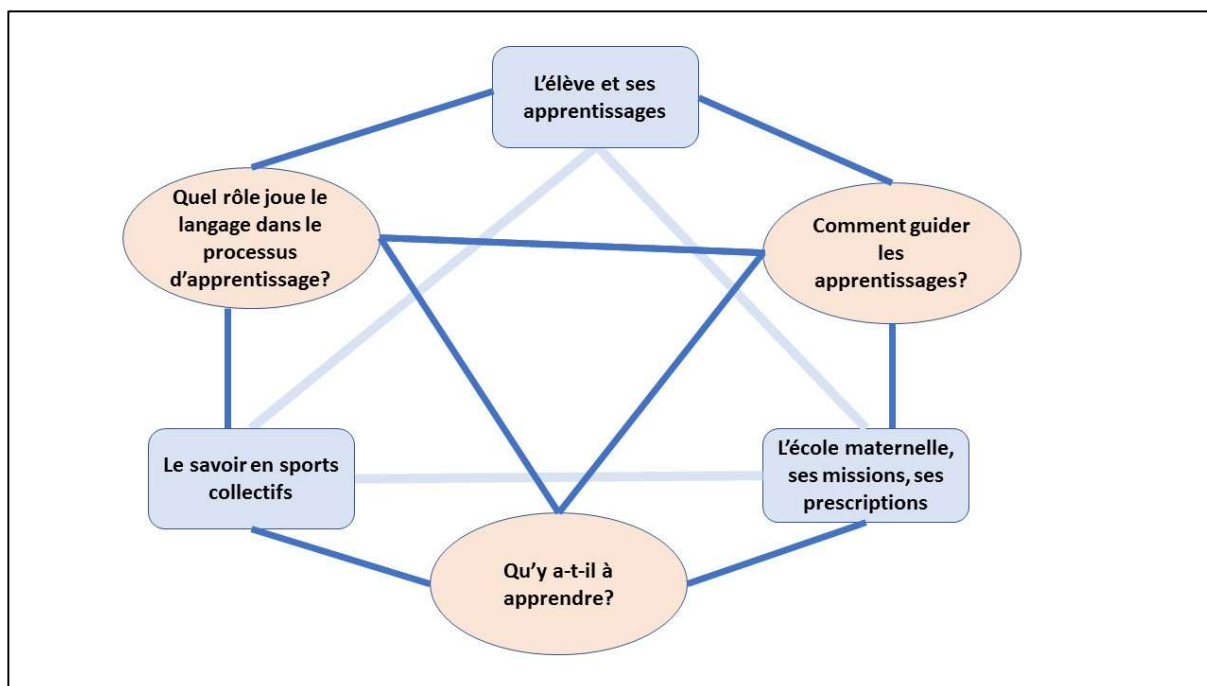 L'élève et ses
apprentissages
Quel rôle joue le
langage dans le
processus
d'apprentissage?
Comment guider
les
apprentissages?
Le savoir en sports
collectifs
L'école maternelle,
ses missions, ses
prescriptions
Qu'y a-t-il à
apprendre?